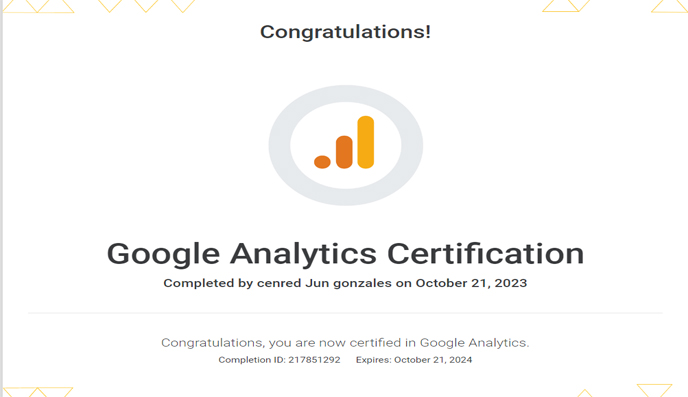 Congratulations!
Google Analytics Certification
Completed by cenred Jun gonzales on October 21, 2023
Congratulations, you are now certified in Google Analytics.
Completion ID: 217851292 Expires: October 21, 2024